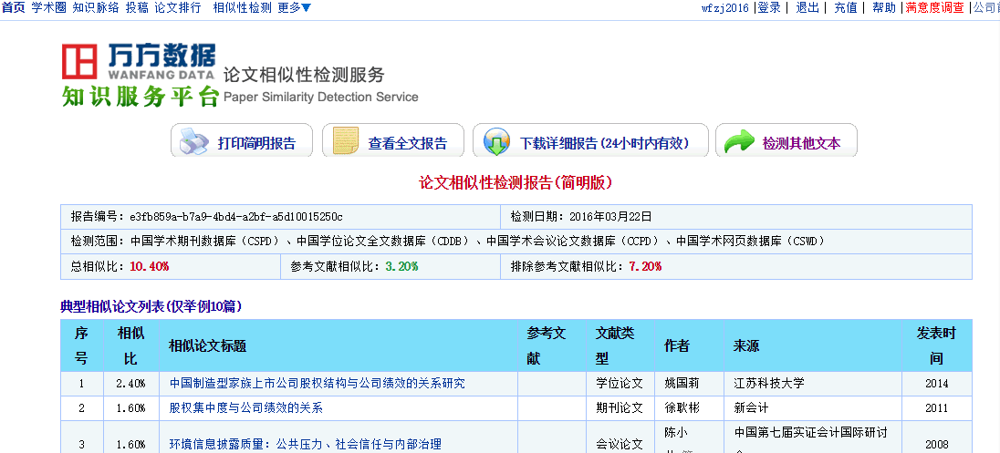 首页 学术圈 知识脉络 投稿 论文排行 相似性检测 更多▼ wfzj2016 |登录 | 退出 | 充值 | 帮助 |满意度调查 |公司
万方数据
WANFANG DATA
知识服务平台
论文相似性检测服务
Paper Similarity Detection Service
打印简明报告 查看全文报告 下载详细报告(24小时内有效) 检测其他文本
论文相似性检测报告(简明版)
报告编号：e3fb859a-b7a9-4bd4-a2bf-a5d10015250c 检测日期：2016年03月22日
检测范围：中国学术期刊数据库（CSPD）、中国学位论文全文数据库（CDDB）、中国学术会议论文数据库（CCPD）、中国学术网页数据库（CSWD）
总相似比：10.40% 参考文献相似比：3.20% 排除参考文献相似比：7.20%
典型相似论文列表(仅举例10篇)
序号 相似比 相似论文标题 参考文献 文献类型 作者 来源 发表时间
1 2.40% 中国制造型家族上市公司股权结构与公司绩效的关系研究 学位论文 姚国莉 江苏科技大学 2014
2 1.60% 股权集中度与公司绩效的关系 期刊论文 徐耿彬 新会计 2011
3 1.60% 环境信息披露质量：公共压力、社会信任与内部治理 会议论文 陈小 中国第七届实证会计国际研讨 2008